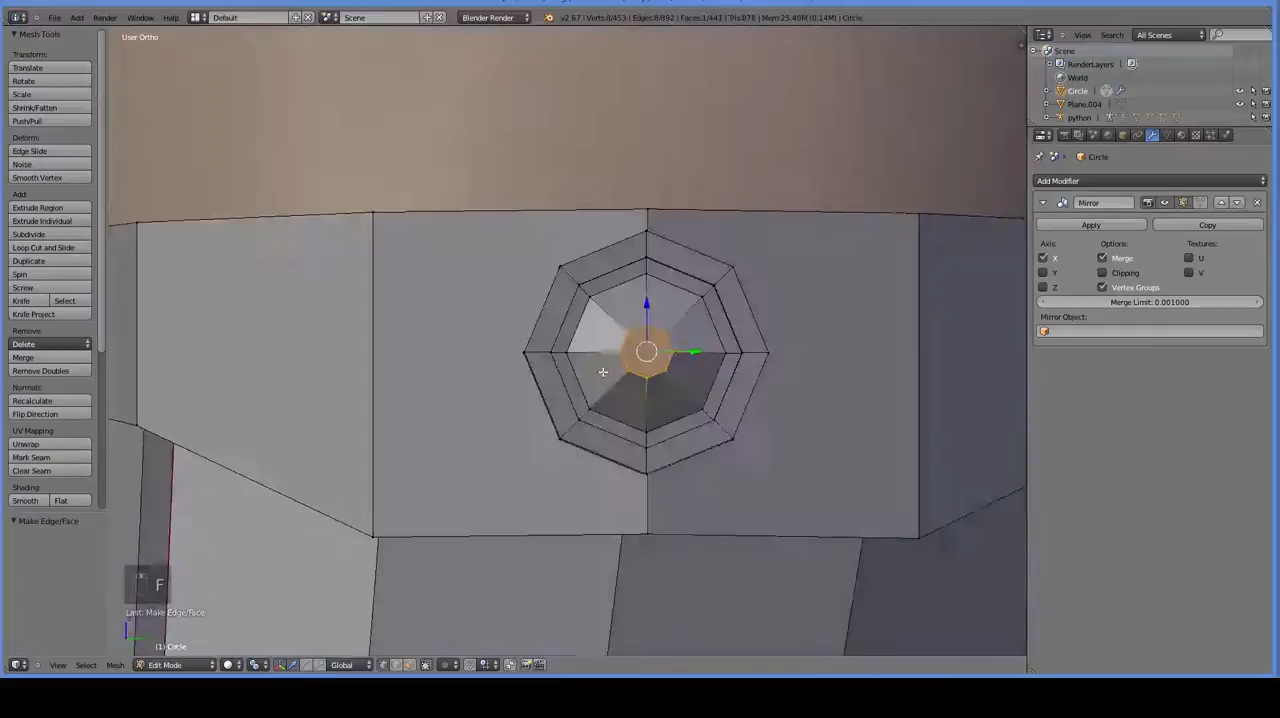 File Add Render Window Help Default Scene Blender Render v2.67 | Verts:8/453 | Edges:8/892 | Faces:1/441 | Tris:878 | Mem:25.40M (0.14M) | Circle
Mesh Tools
User Ortho
View Search All Scenes
Transform:
Translate
Rotate
Scale
Shrink/Fatten
Push/Pull
Deform:
Edge Slide
Noise
Smooth Vertex
Add:
Extrude Region
Extrude Individual
Subdivide
Loop Cut and Slide
Duplicate
Spin
Screw
Knife Select
Knife Project
Remove:
Delete
Merge
Remove Doubles
Normals:
Recalculate
Flip Direction
UV Mapping:
Unwrap
Mark Seam
Clear Seam
Shading:
Smooth Flat
Make Edge/Face
F
Last: Make Edge/Face
(1) Circle
View Select Mesh Edit Mode Global
Scene
RenderLayers
World
Circle
Plane.004
python
Circle
Add Modifier
Mirror
Apply Copy
Axis: Options: Textures:
X Merge U
Y Clipping V
Z Vertex Groups
Merge Limit: 0.001000
Mirror Object: